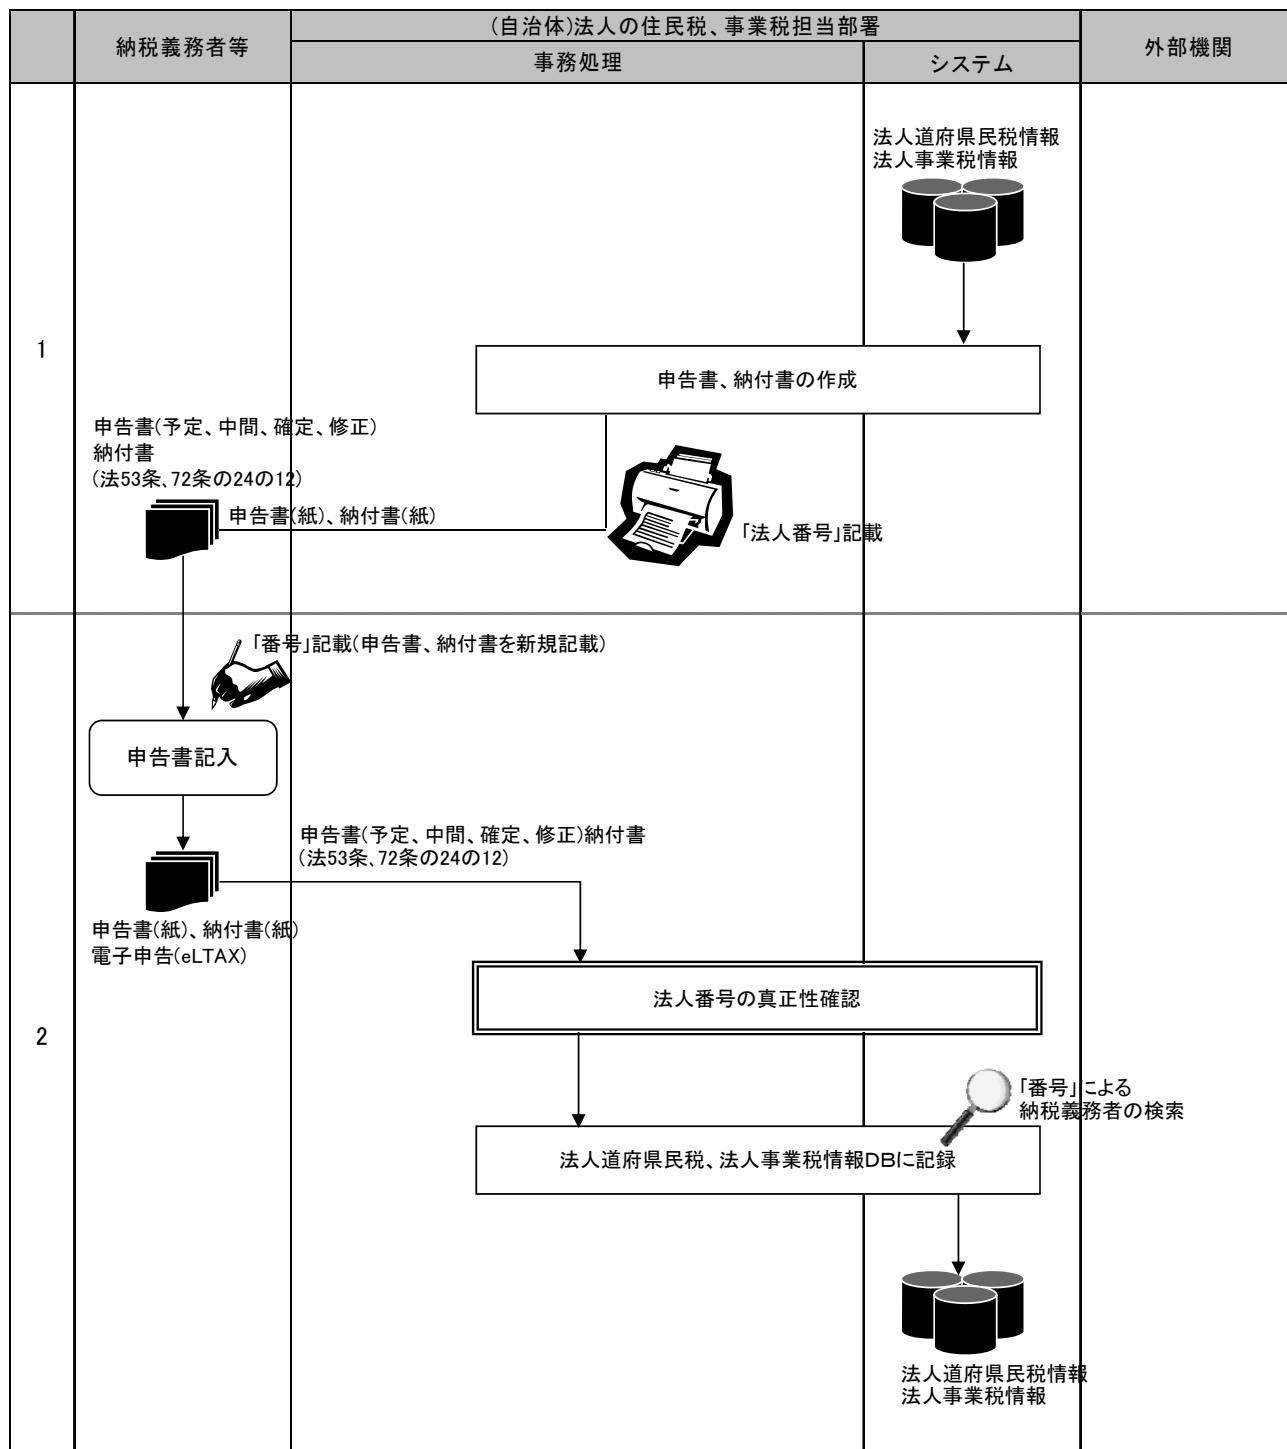 納税義務者等
(自治体)法人の住民税、事業税担当部署
事務処理
システム
外部機関
1
法人道府県民税情報
法人事業税情報
申告書、納付書の作成
申告書(予定、中間、確定、修正)
納付書
(法53条、72条の24の12)
申告書(紙)、納付書(紙)
「法人番号」記載
2
「番号」記載(申告書、納付書を新規記載)
申告書記入
申告書(予定、中間、確定、修正)納付書
(法53条、72条の24の12)
申告書(紙)、納付書(紙)
電子申告(eLTAX)
法人番号の真正性確認
「番号」による
納税義務者の検索
法人道府県民税、法人事業税情報DBに記録
法人道府県民税情報
法人事業税情報